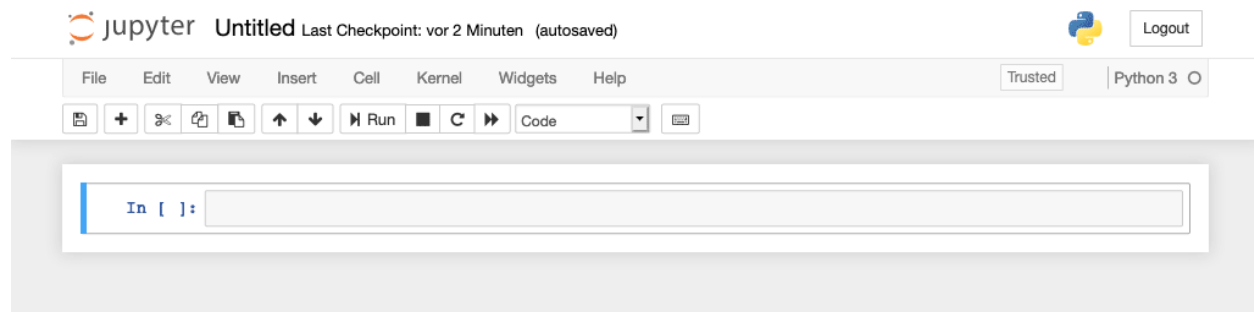 jupyter Untitled Last Checkpoint: vor 2 Minuten (autosaved) Logout
File Edit View Insert Cell Kernel Widgets Help Trusted Python 3
Run Code
In [ ]: